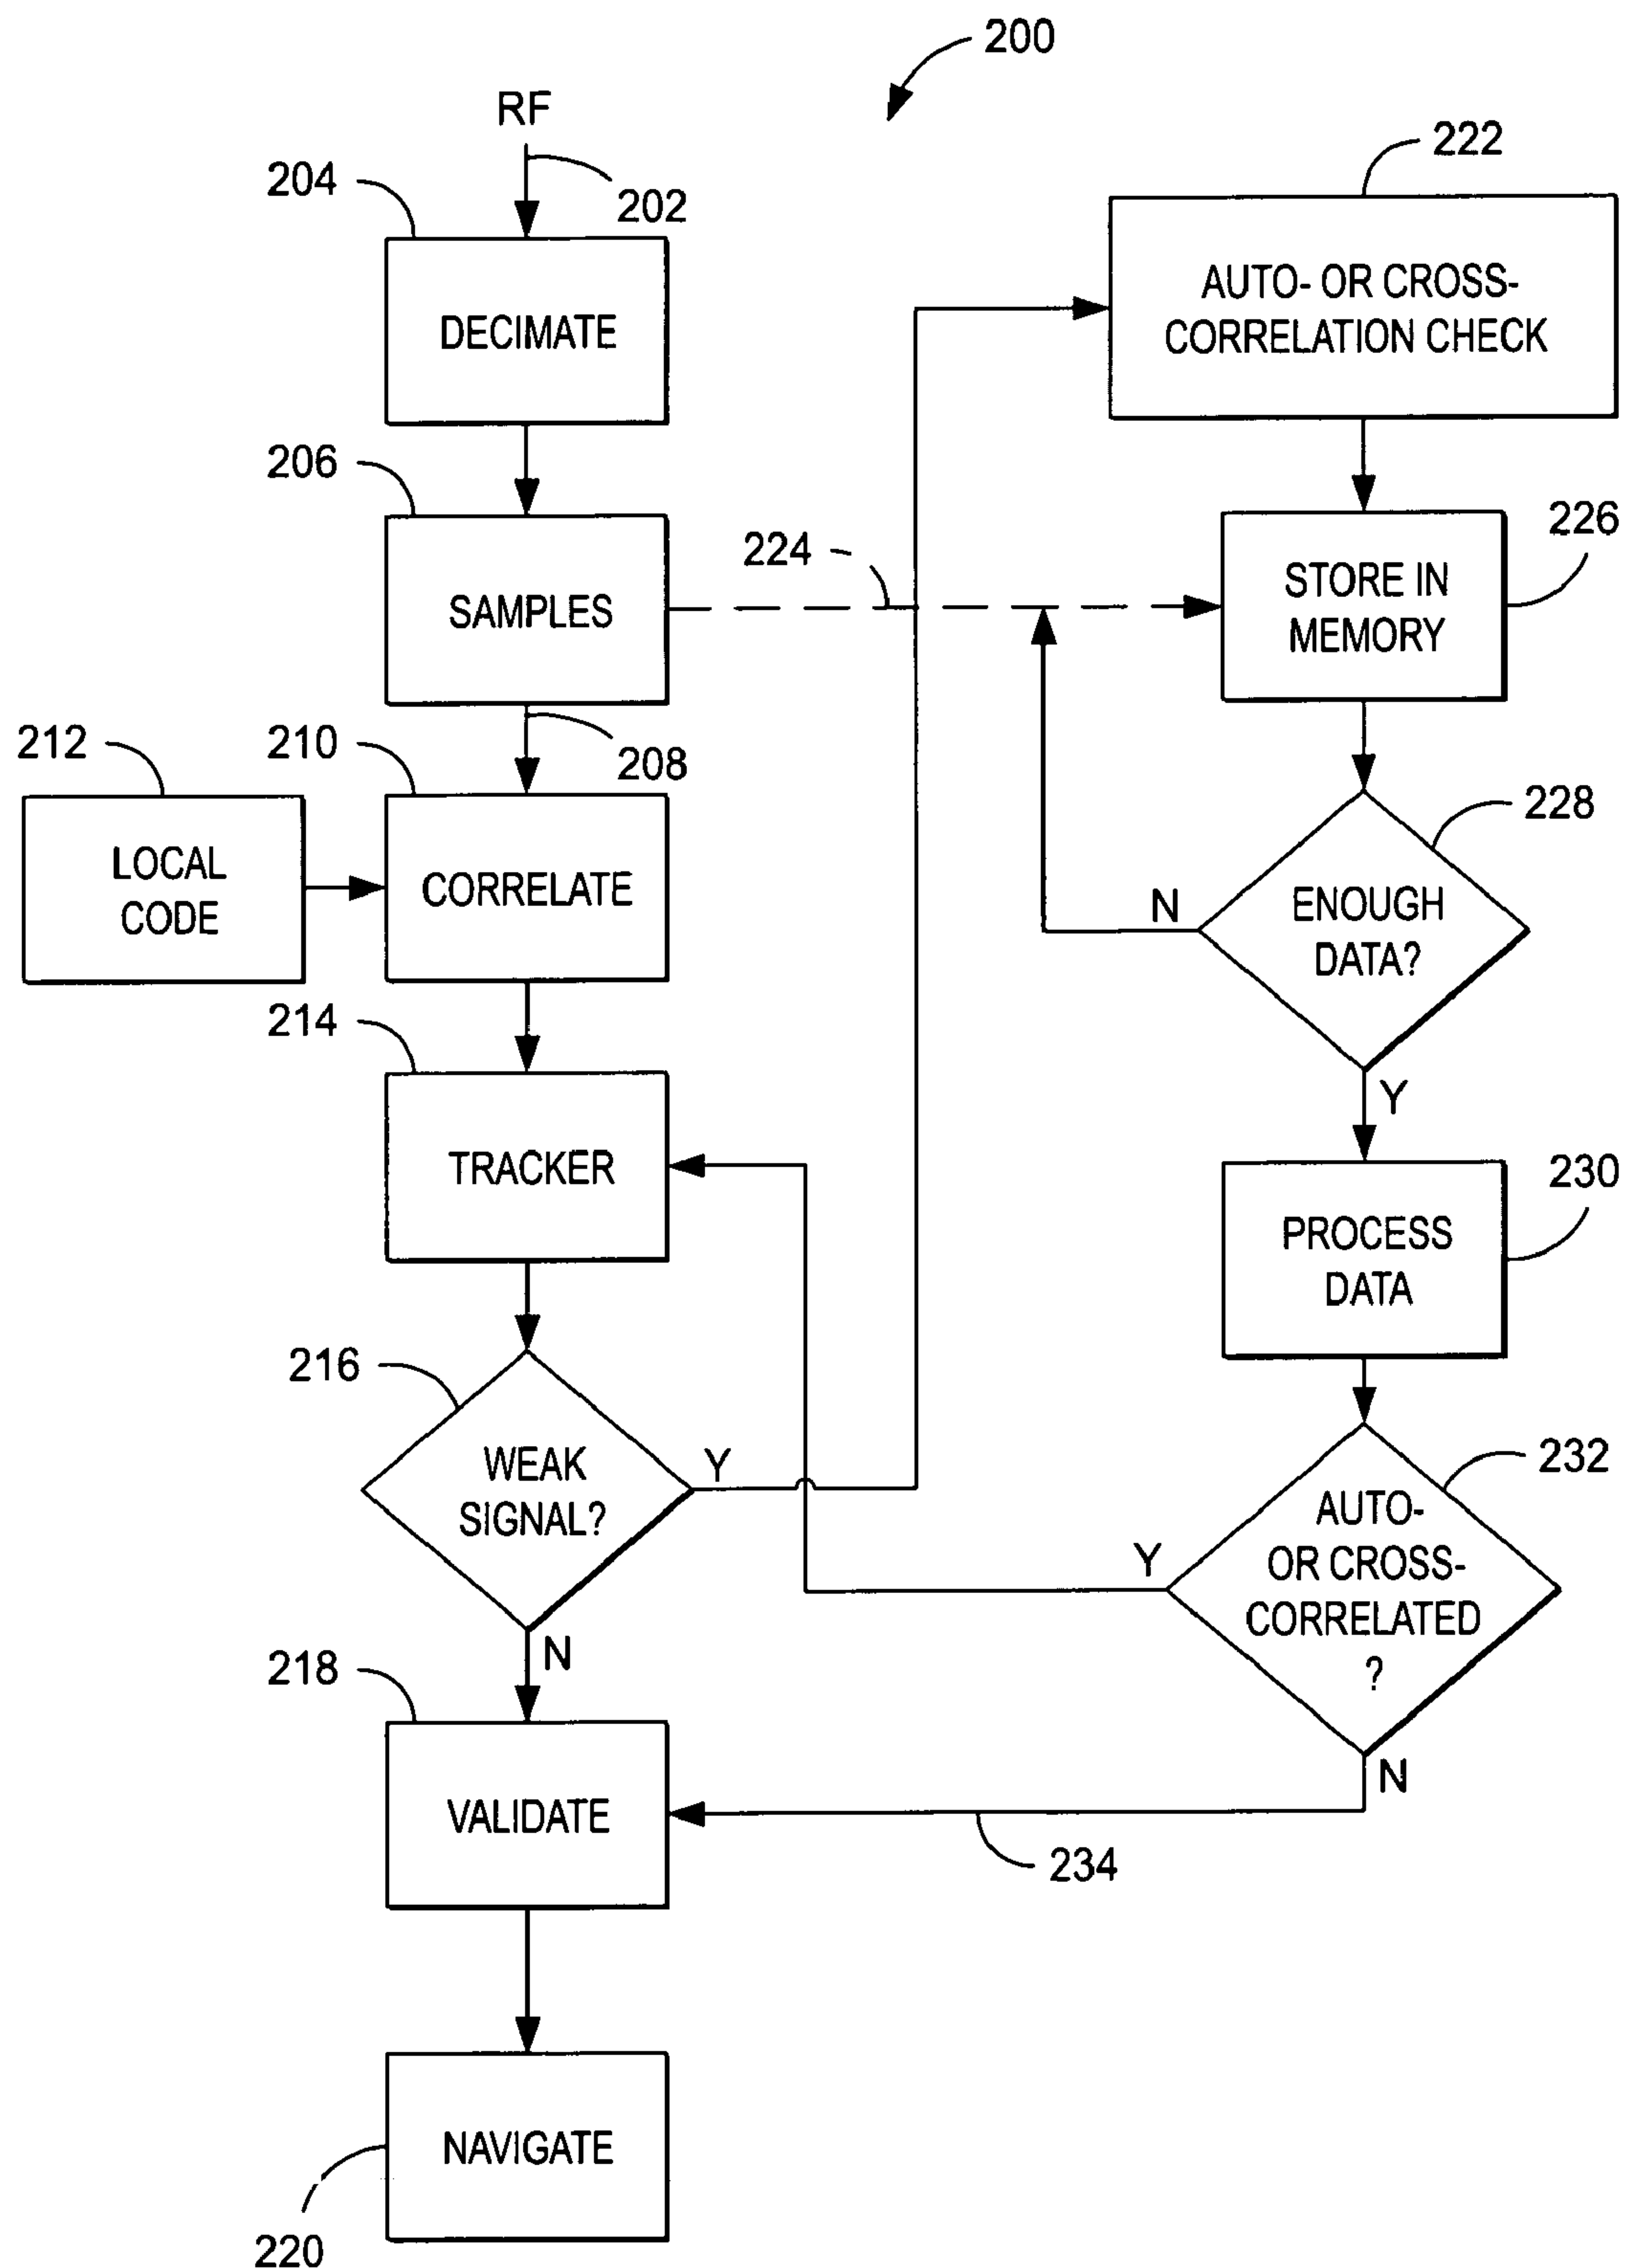 200
RF
202
204
DECIMATE
206
SAMPLES
208
212
LOCAL
CODE
210
CORRELATE
214
TRACKER
216
WEAK
SIGNAL?
Y
N
218
VALIDATE
220
NAVIGATE
222
AUTO- OR CROSS-
CORRELATION CHECK
224
226
STORE IN
MEMORY
228
ENOUGH
DATA?
N
Y
230
PROCESS
DATA
232
AUTO-
OR CROSS-
CORRELATED
?
Y
N
234